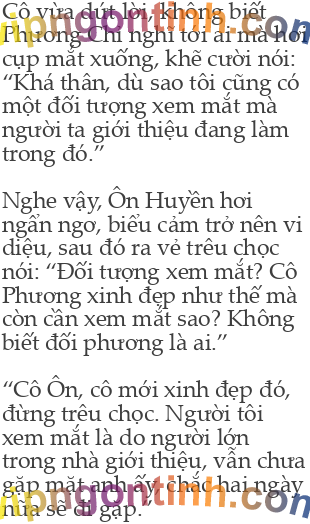 Cô vừa dứt lời, không biết
Phương Chi nghĩ tới ai mà hơi
cụp mắt xuống, khẽ cười nói:
“Khá thân, dù sao tôi cũng có
một đối tượng xem mắt mà
người ta giới thiệu đang làm
trong đó.”
Nghe vậy, Ôn Huyền hơi
ngẩn ngơ, biểu cảm trở nên vi
diệu, sau đó ra vẻ trêu chọc
nói: “Đối tượng xem mắt? Cô
Phương xinh đẹp như thế mà
còn cần xem mắt sao? Không
biết đối phương là ai.”
“Cô Ôn, cô mới xinh đẹp đó,
đừng trêu chọc. Người tôi
xem mắt là do người lớn
trong nhà giới thiệu, vẫn chưa
gặp mặt anh ấy, chắc hai ngày
nữa sẽ đi gặp.”
vipngontinh.com
vipngontinh.com